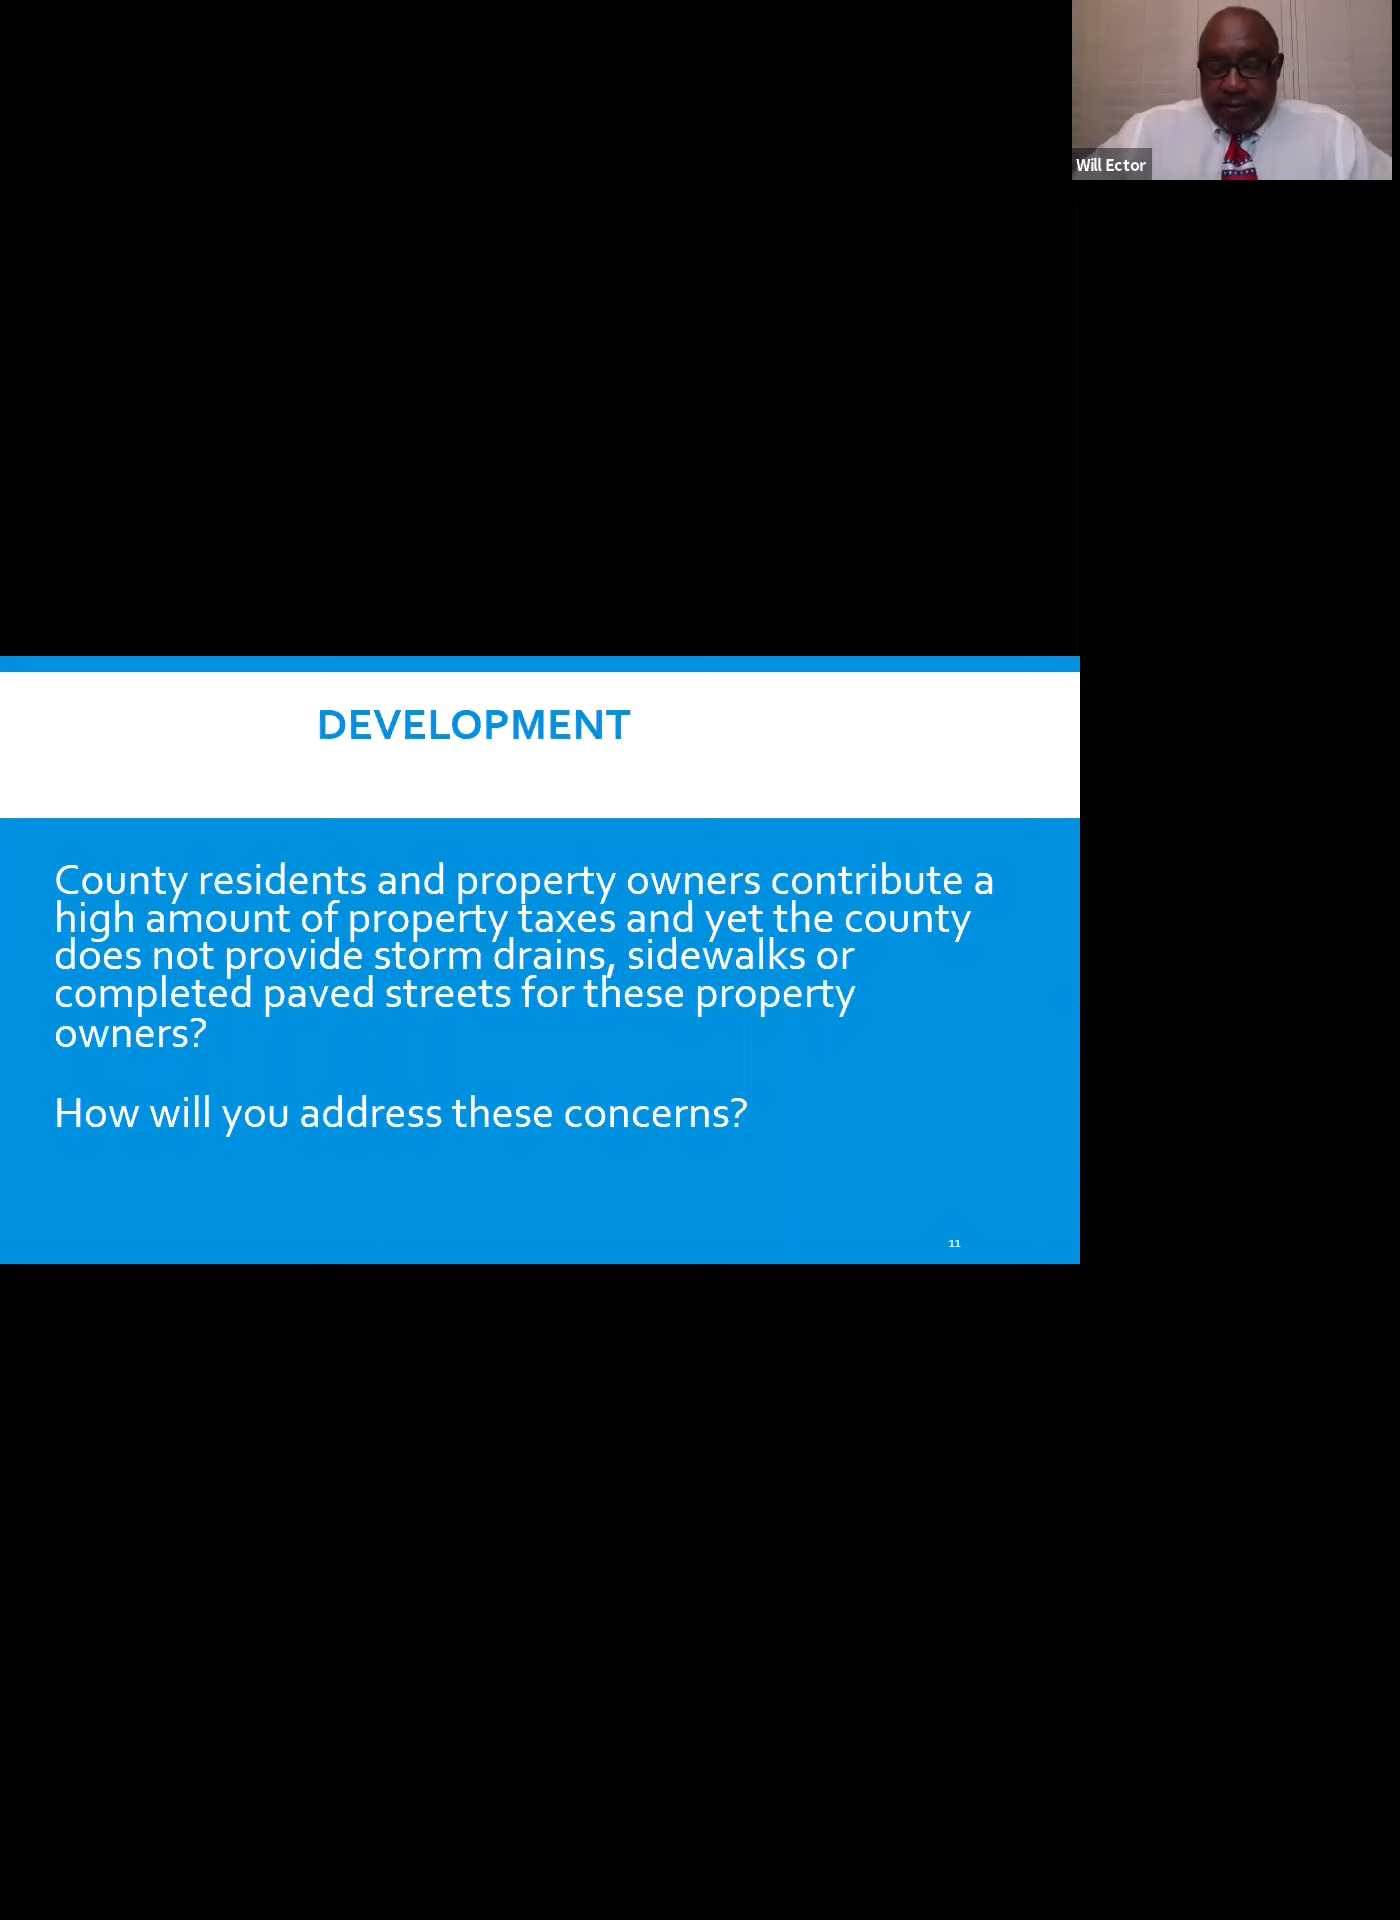 Will Ector
DEVELOPMENT
County residents and property owners contribute a
high amount of property taxes and yet the county
does not provide storm drains, sidewalks or
completed paved streets for these property
owners?
How will you address these concerns?
11